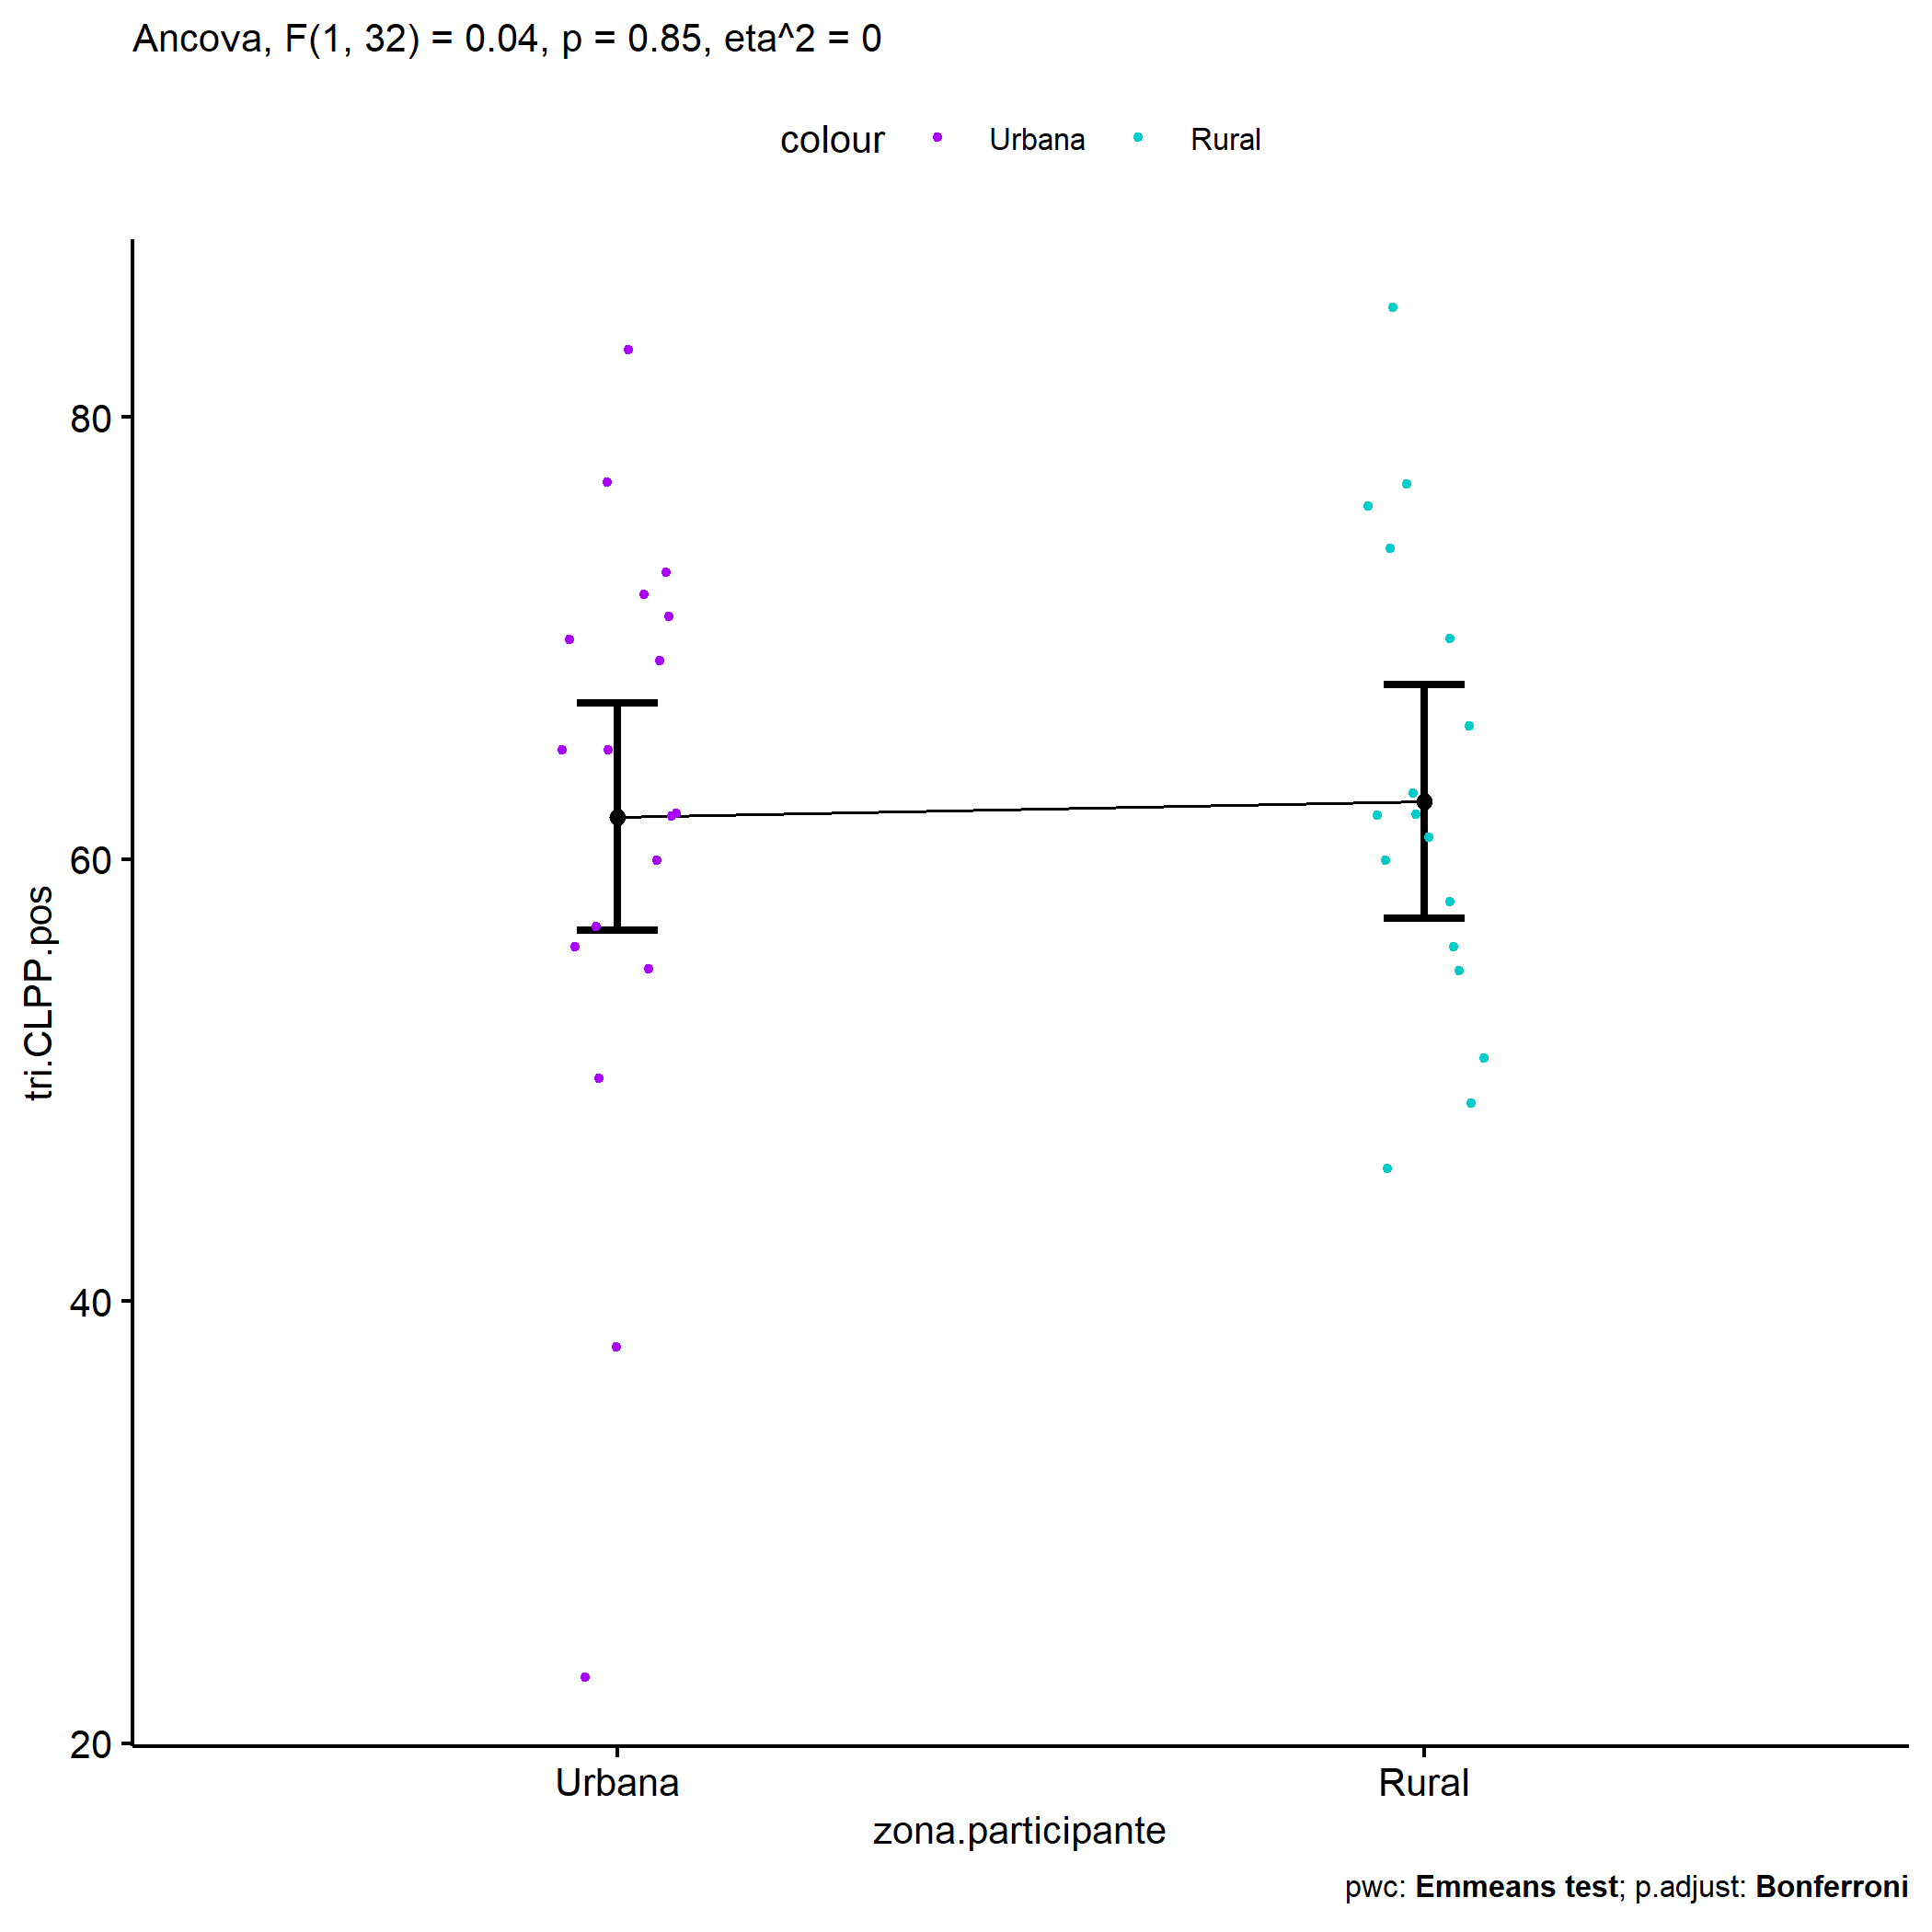 Ancova, F(1, 32) = 0.04, p = 0.85, eta^2 = 0
colour Urbana Rural
80
60
40
20
tri.CLPP.pos
Urbana Rural
zona.participante
pwc: Emmeans test; p.adjust: Bonferroni